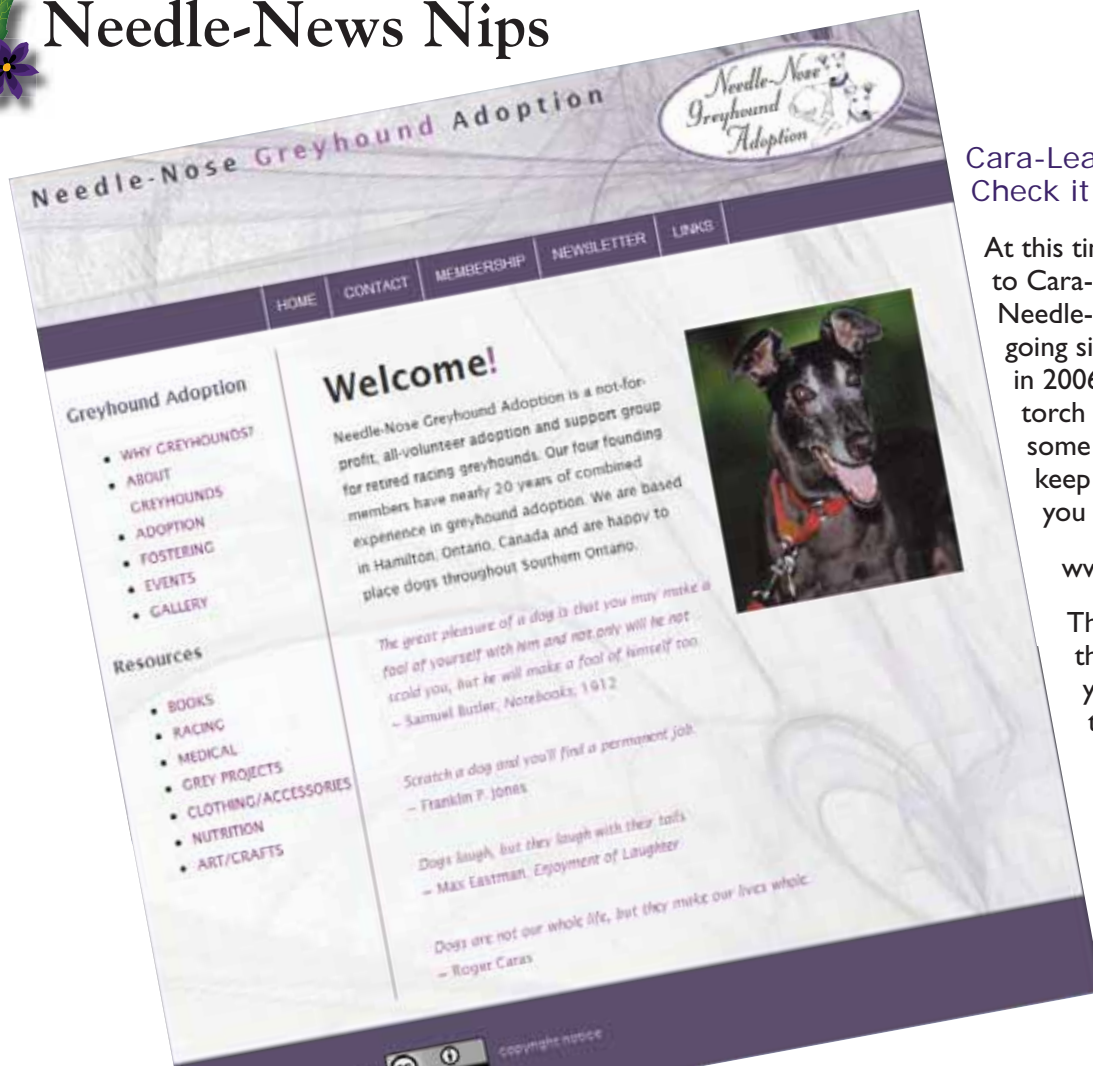 Needle-News Nips
Needle-Nose Greyhound Adoption
Needle-Nose
Greyhound
Adoption
HOME
CONTACT
MEMBERSHIP
NEWSLETTER
LINKS
Greyhound Adoption
WHY GREYHOUNDS?
ABOUT
GREYHOUNDS
ADOPTION
FOSTERING
EVENTS
GALLERY
Resources
BOOKS
RACING
MEDICAL
GREY PROJECTS
CLOTHING/ACCESSORIES
NUTRITION
ART/CRAFTS
Welcome!
Needle-Nose Greyhound Adoption is a not-for-
profit, all-volunteer adoption and support group
for retired racing greyhounds. Our four founding
members have nearly 20 years of combined
experience in greyhound adoption. We are based
in Hamilton, Ontario, Canada and are happy to
place dogs throughout Southern Ontario.
The great pleasure of a dog is that you may make a
fool of yourself with him and not only will he not
scold you, but he will make a fool of himself too.
~ Samuel Butler, Notebooks, 1912
Scratch a dog and you'll find a permanent job.
~ Franklin P. Jones
Dogs laugh, but they laugh with their tails.
~ Max Eastman, Enjoyment of Laughter
Dogs are not our whole life, but they make our lives whole.
~ Roger Caras
copyright notice
Cara-Lea
Check it
At this tim
to Cara-
Needle-
going si
in 2006
torch
some
keep
you
ww
Th
th
y
t